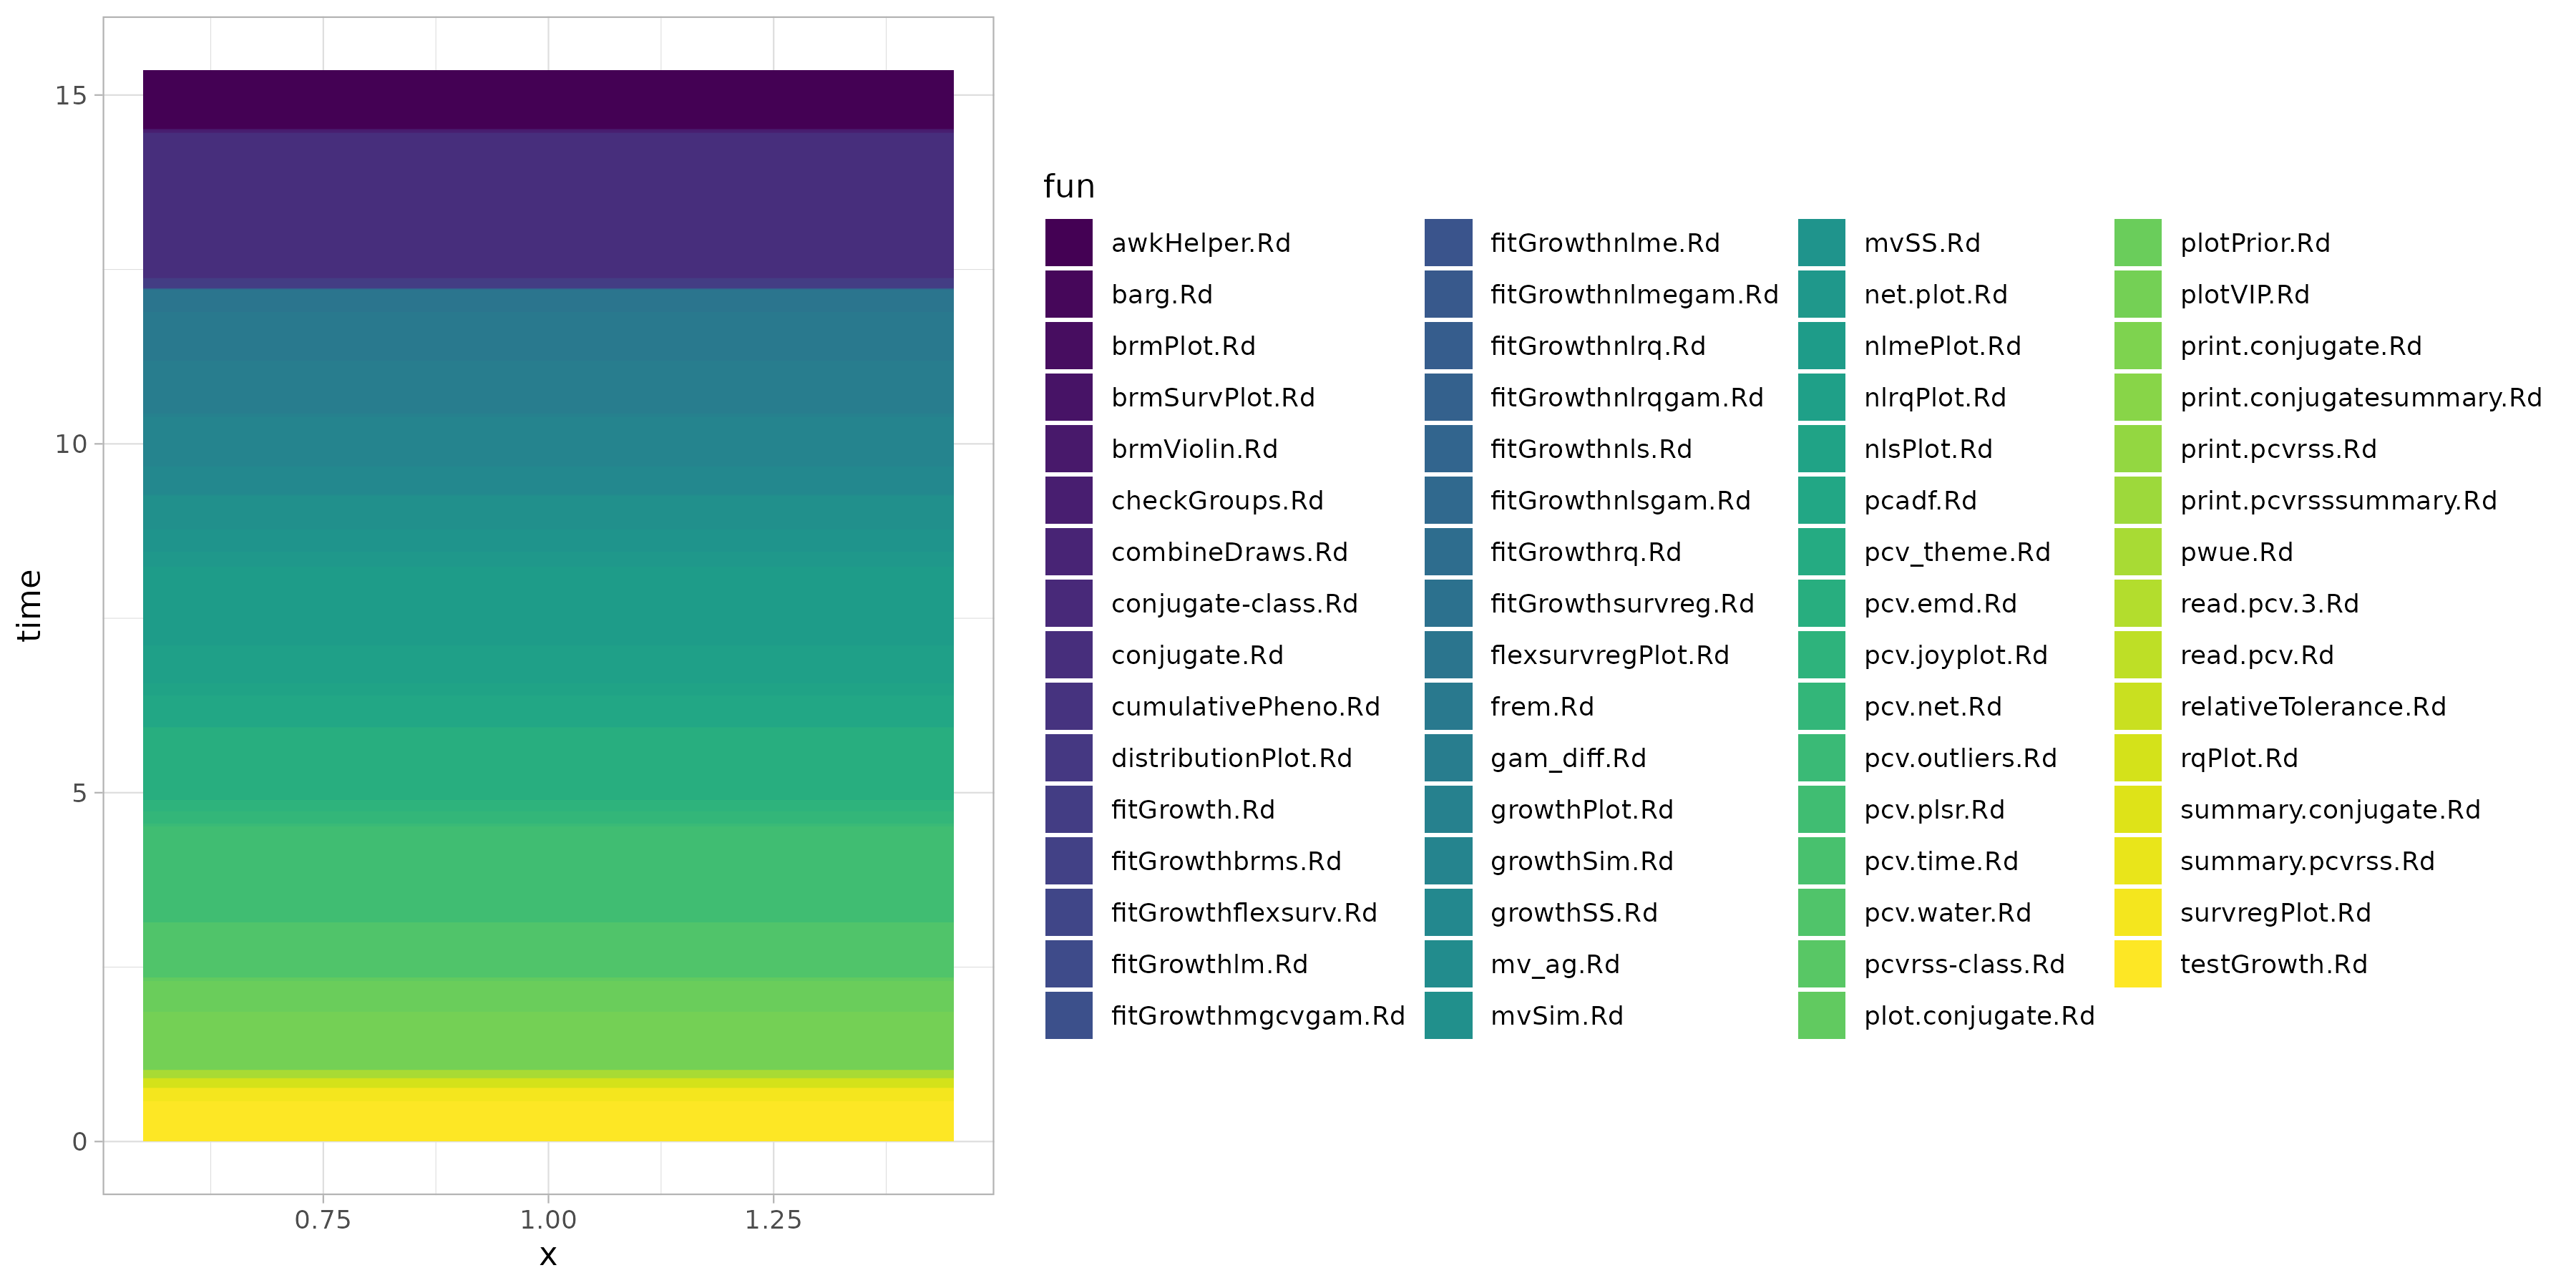 15
10
5
0
time
0.75 1.00 1.25
x
fun
awkHelper.Rd
barg.Rd
brmPlot.Rd
brmSurvPlot.Rd
brmViolin.Rd
checkGroups.Rd
combineDraws.Rd
conjugate-class.Rd
conjugate.Rd
cumulativePheno.Rd
distributionPlot.Rd
fitGrowth.Rd
fitGrowthbrms.Rd
fitGrowthflexsurv.Rd
fitGrowthlm.Rd
fitGrowthmgcvgam.Rd
fitGrowthnlme.Rd
fitGrowthnlmegam.Rd
fitGrowthnlrq.Rd
fitGrowthnlrqgam.Rd
fitGrowthnls.Rd
fitGrowthnlsgam.Rd
fitGrowthrq.Rd
fitGrowthsurvreg.Rd
flexsurvregPlot.Rd
frem.Rd
gam_diff.Rd
growthPlot.Rd
growthSim.Rd
growthSS.Rd
mv_ag.Rd
mvSim.Rd
mvSS.Rd
net.plot.Rd
nlmePlot.Rd
nlrqPlot.Rd
nlsPlot.Rd
pcadf.Rd
pcv_theme.Rd
pcv.emd.Rd
pcv.joyplot.Rd
pcv.net.Rd
pcv.outliers.Rd
pcv.plsr.Rd
pcv.time.Rd
pcv.water.Rd
pcvrss-class.Rd
plot.conjugate.Rd
plotPrior.Rd
plotVIP.Rd
print.conjugate.Rd
print.conjugatesummary.Rd
print.pcvrss.Rd
print.pcvrsssummary.Rd
pwue.Rd
read.pcv.3.Rd
read.pcv.Rd
relativeTolerance.Rd
rqPlot.Rd
summary.conjugate.Rd
summary.pcvrss.Rd
survregPlot.Rd
testGrowth.Rd